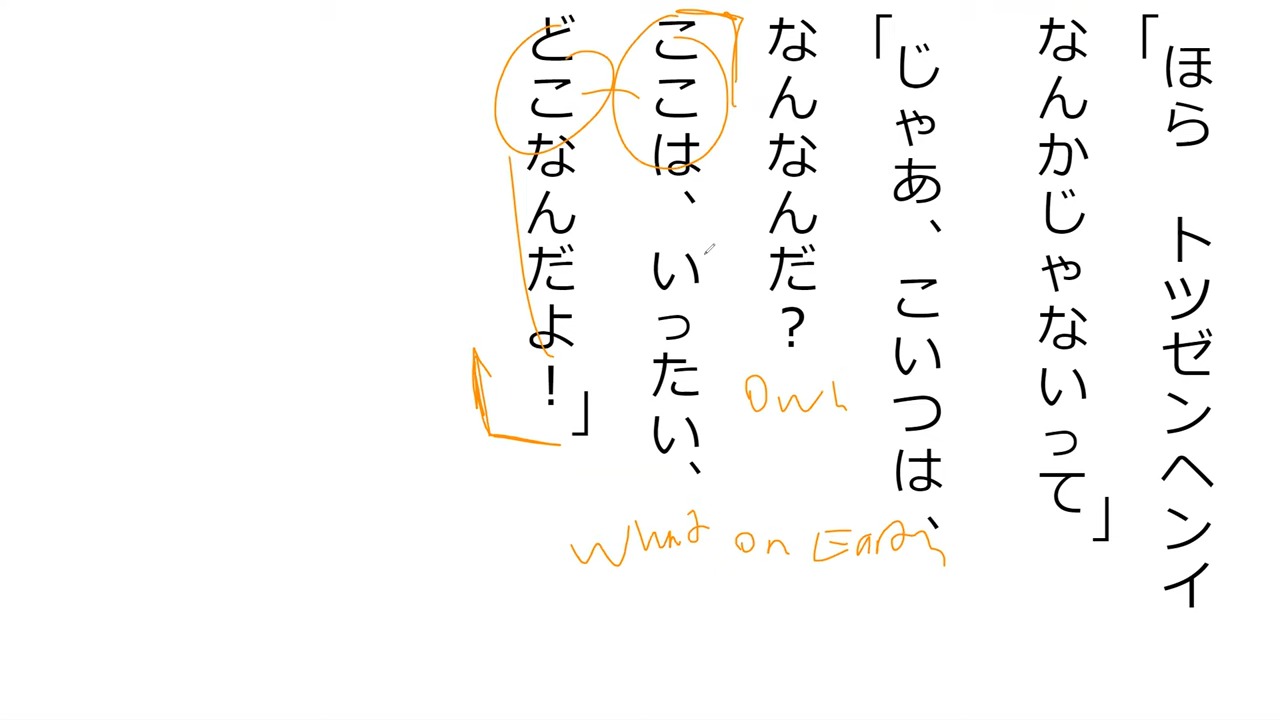 「ほら　トツゼンヘンイ
なんかじゃないって」
「じゃあ、こいつは、
なんなんだ？
ここは、いったい、
どこなんだよ！」
What on Earth